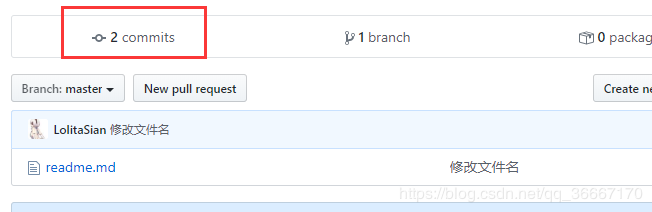 2 commits
1 branch
0 packag
Branch: master
New pull request
Create ne
LolitaSian 修改文件名
readme.md
修改文件名
https://blog.csdn.net/qq_36667170